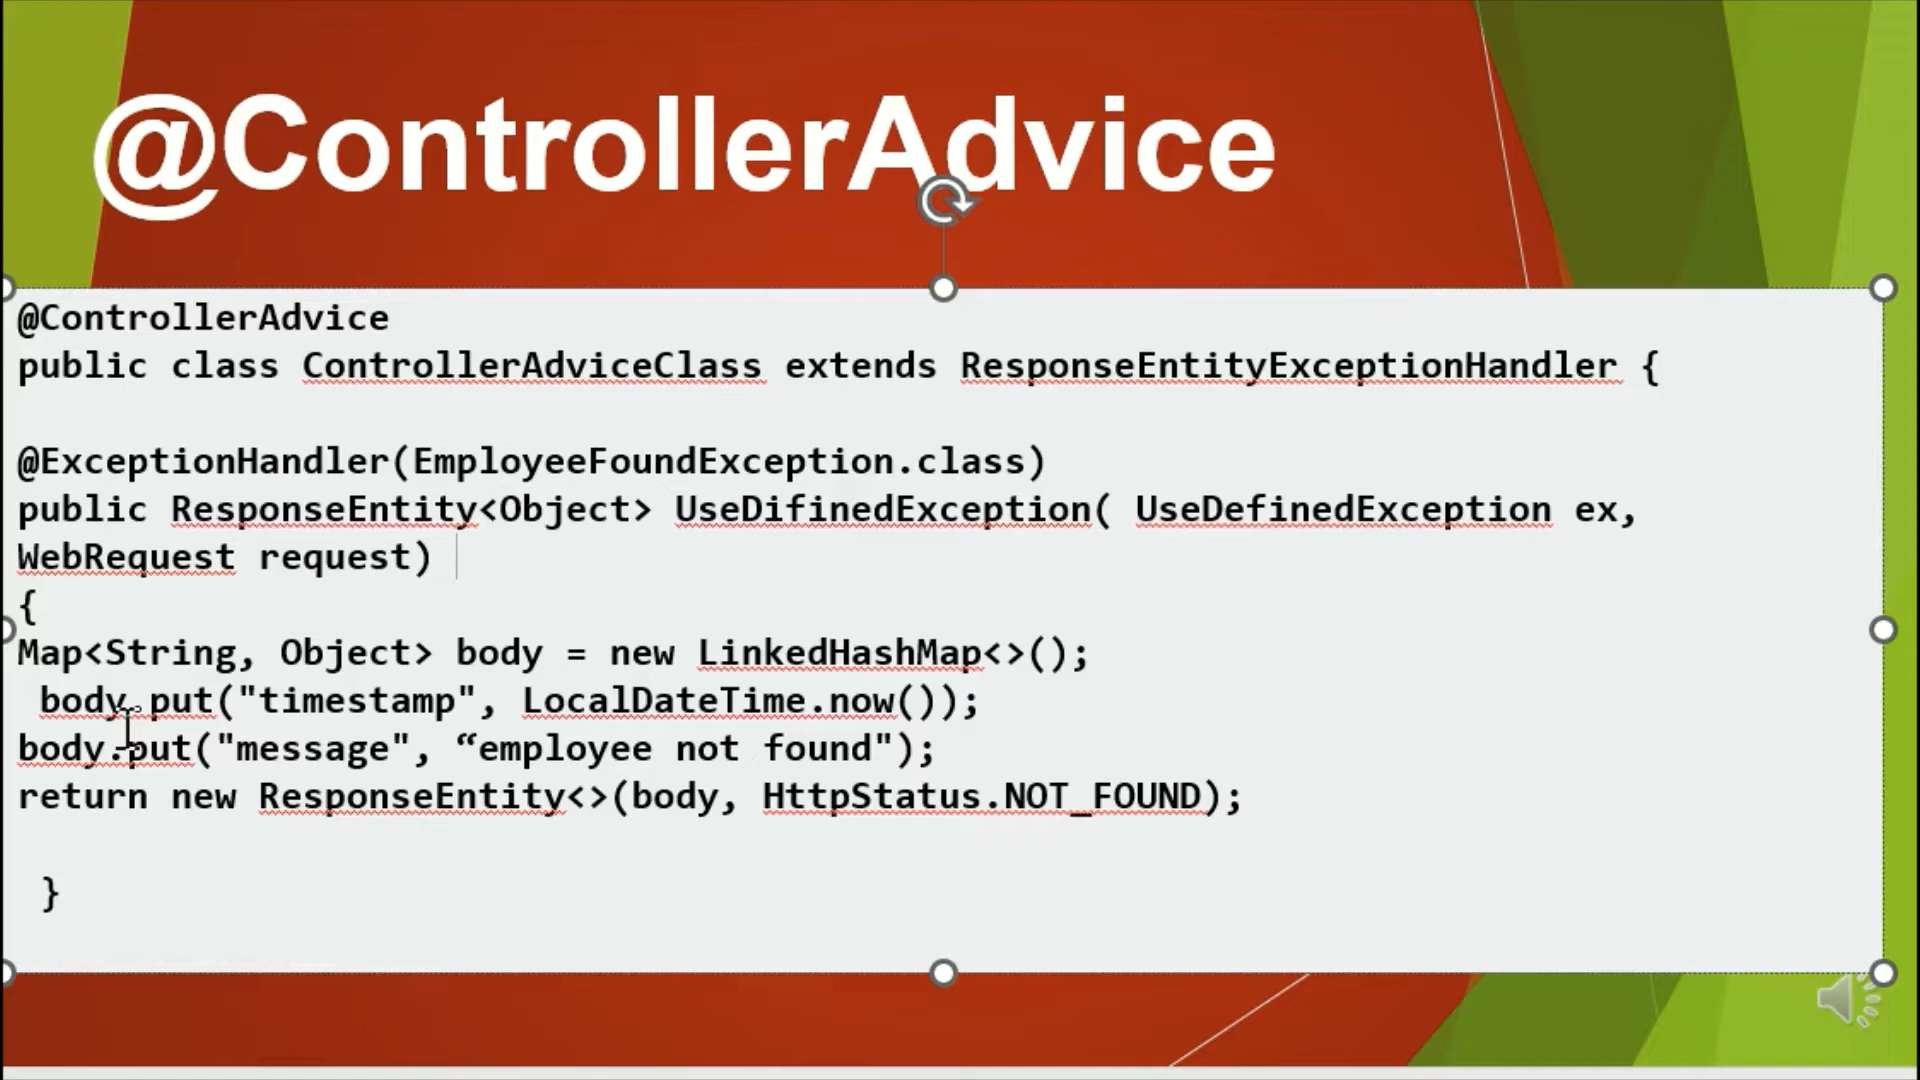 @ControllerAdvice
@ControllerAdvice
public class ControllerAdviceClass extends ResponseEntityExceptionHandler {
@ExceptionHandler(EmployeeFoundException.class)
public ResponseEntity<Object> UseDifinedException( UseDefinedException ex,
WebRequest request)
{
Map<String, Object> body = new LinkedHashMap<>();
body.put("timestamp", LocalDateTime.now());
body.put("message", “employee not found");
return new ResponseEntity<>(body, HttpStatus.NOT_FOUND);
}